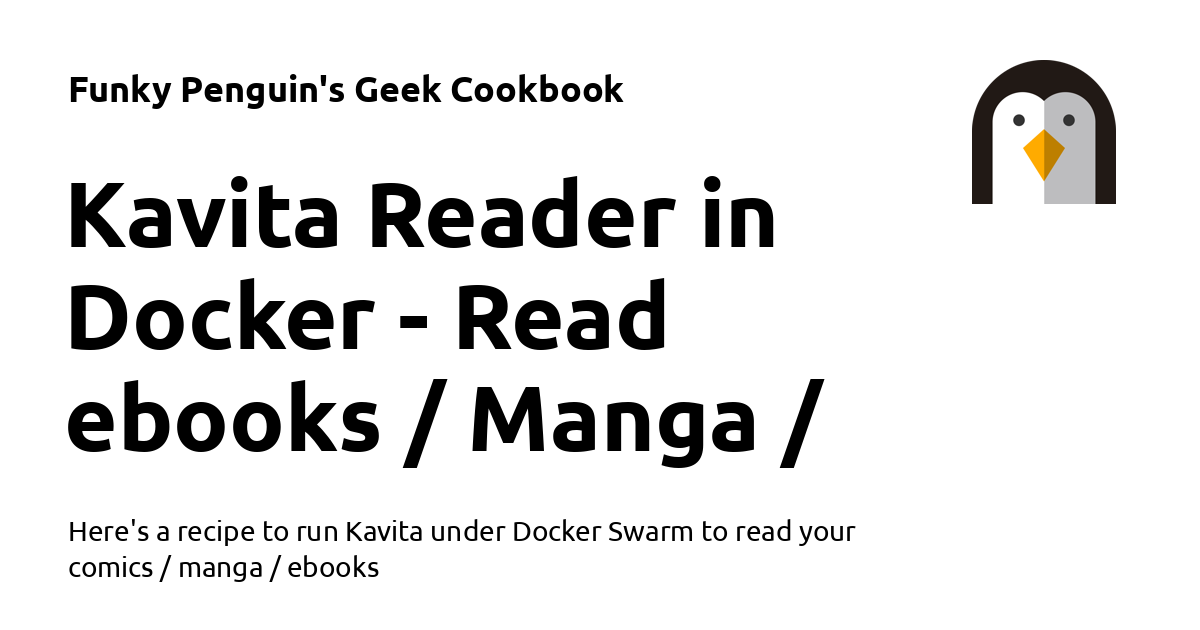 Funky Penguin's Geek Cookbook
Kavita Reader in
Docker - Read
ebooks / Manga /
Here's a recipe to run Kavita under Docker Swarm to read your
comics / manga / ebooks